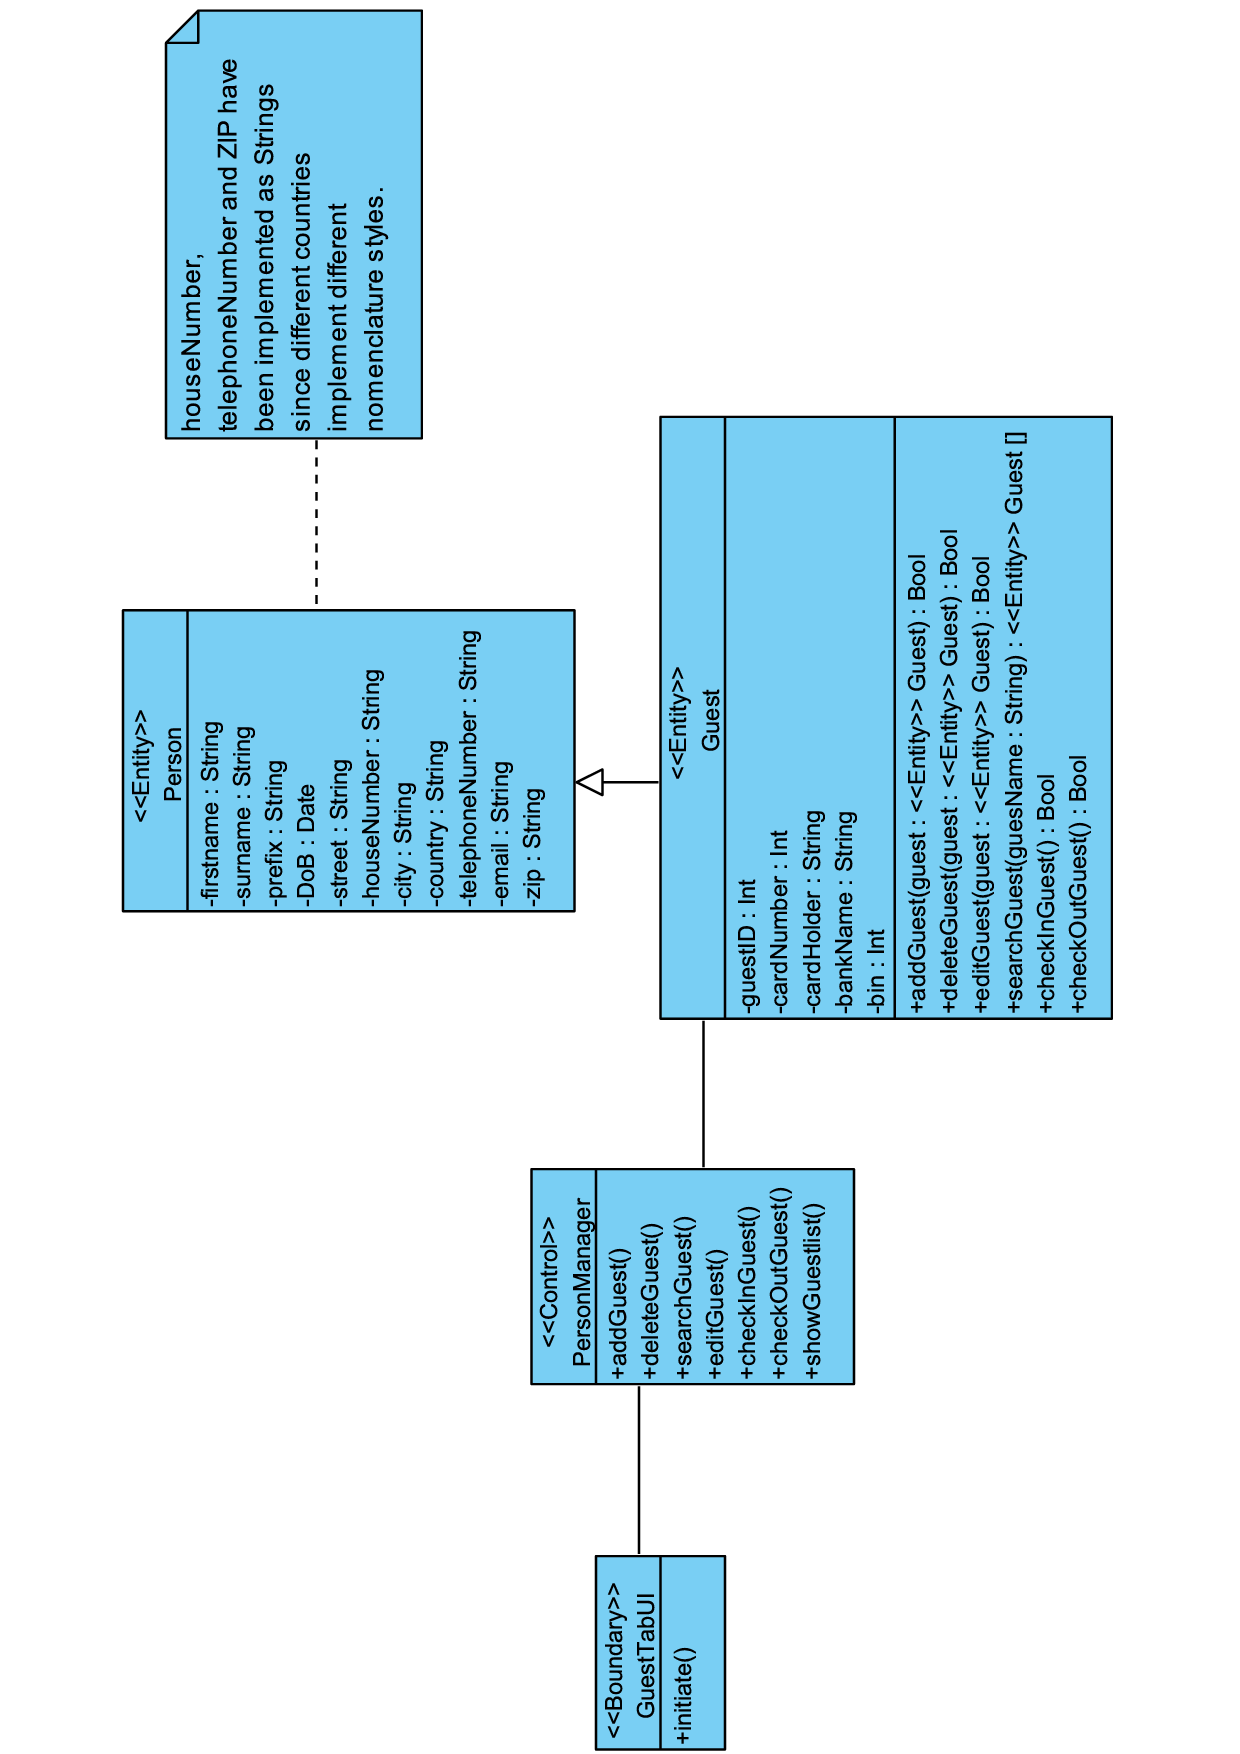 houseNumber,
telephoneNumber and ZIP have
been implemented as Strings
since different countries
implement different
nomenclature styles.
<<Entity>>
Person
-firstname : String
-surname : String
-prefix : String
-DoB : Date
-street : String
-houseNumber : String
-city : String
-country : String
-telephoneNumber : String
-email : String
-zip : String
<<Boundary>>
GuestTabUI
+initiate()
<<Control>>
PersonManager
+addGuest()
+deleteGuest()
+searchGuest()
+editGuest()
+checkInGuest()
+checkOutGuest()
+showGuestlist()
<<Entity>>
Guest
-guestID : Int
-cardNumber : Int
-cardHolder : String
-bankName : String
-bin : Int
+addGuest(guest : <<Entity>> Guest) : Bool
+deleteGuest(guest : <<Entity>> Guest) : Bool
+editGuest(guest : <<Entity>> Guest) : Bool
+searchGuest(guesName : String) : <<Entity>> Guest []
+checkInGuest() : Bool
+checkOutGuest() : Bool